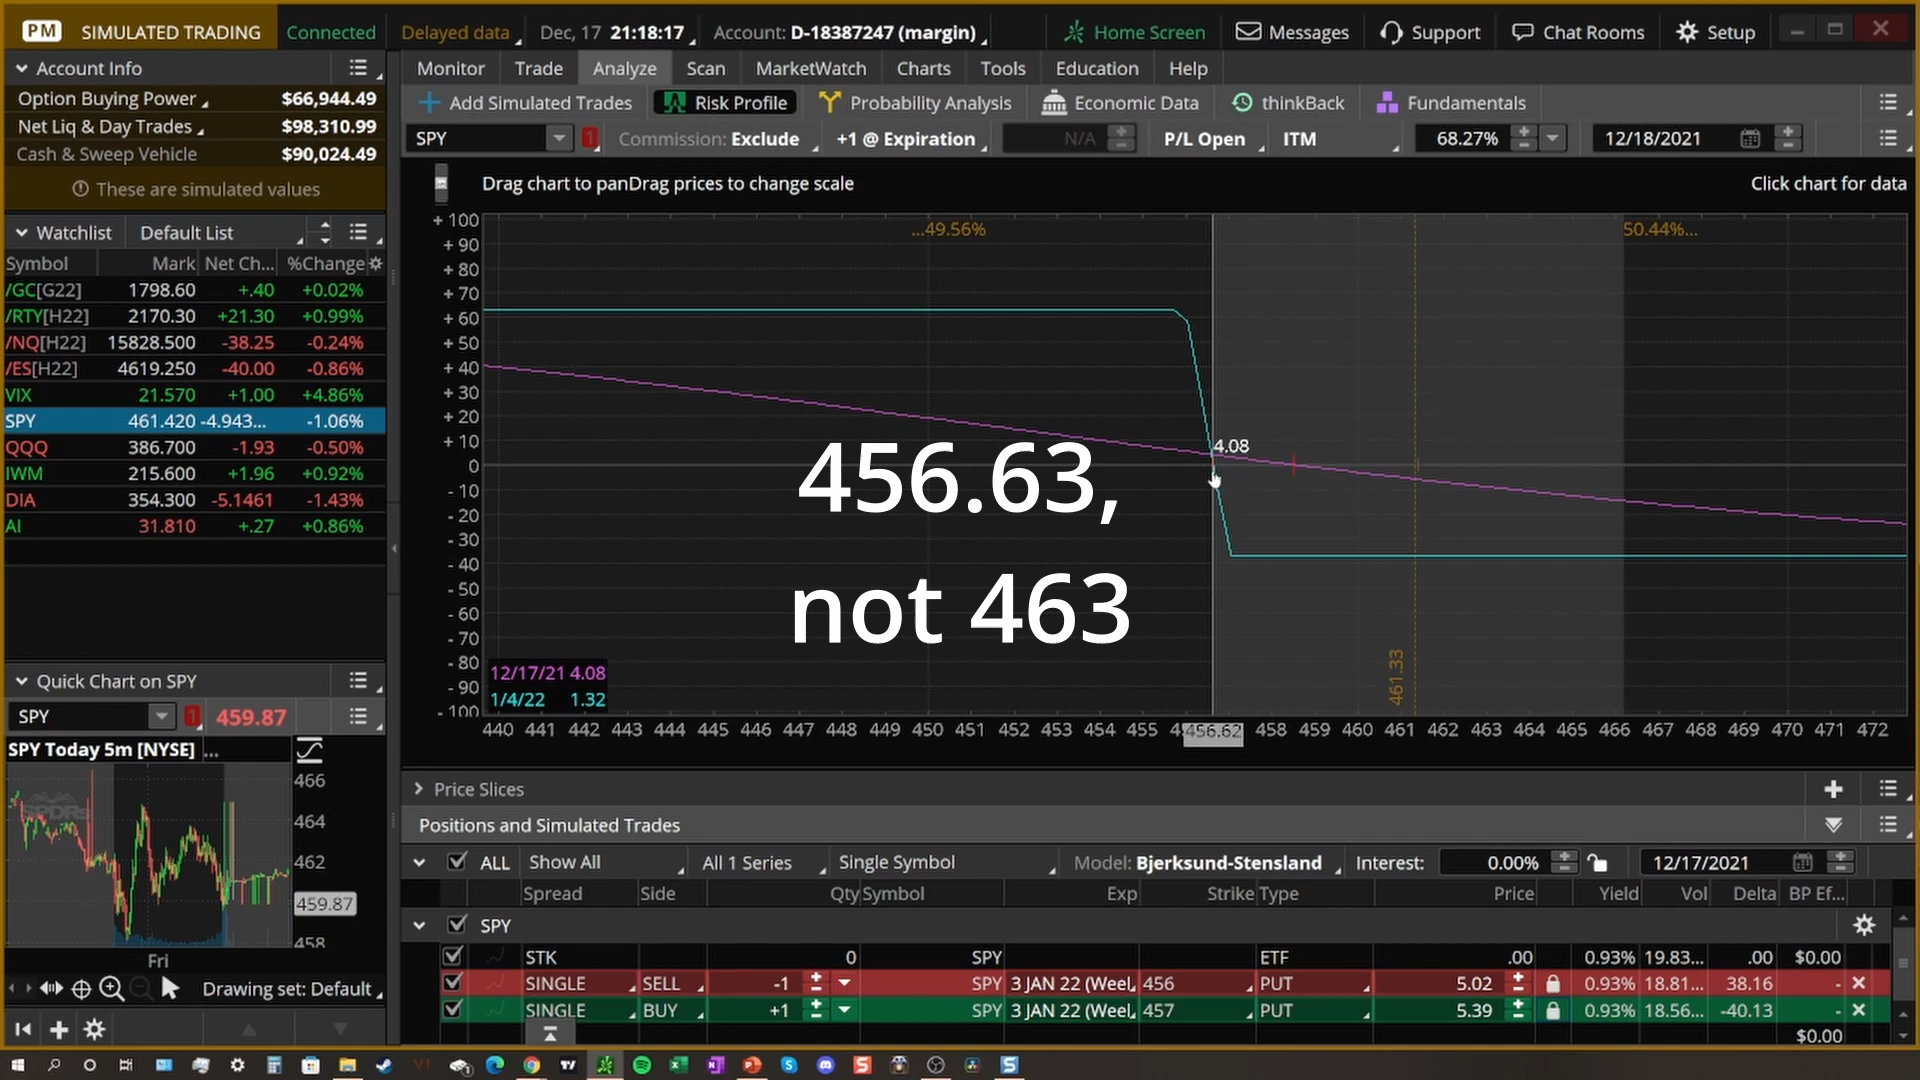 PM SIMULATED TRADING Connected Delayed data Dec, 17 21:18:17 Account: D-18387247 (margin) Home Screen Messages Support Chat Rooms Setup
Account Info
Option Buying Power $66,944.49
Net Liq & Day Trades $98,310.99
Cash & Sweep Vehicle $90,024.49
These are simulated values
Watchlist Default List
Symbol Mark Net Ch... %Change
/GC[G22] 1798.60 +.40 +0.02%
/RTY[H22] 2170.30 +21.30 +0.99%
/NQ[H22] 15828.500 -38.25 -0.24%
/ES[H22] 4619.250 -40.00 -0.86%
VIX 21.570 +1.00 +4.86%
SPY 461.420 -4.943... -1.06%
QQQ 386.700 -1.93 -0.50%
IWM 215.600 +1.96 +0.92%
DIA 354.300 -5.1461 -1.43%
AI 31.810 +.27 +0.86%
Quick Chart on SPY
SPY 1 459.87
SPY Today 5m [NYSE] ...
466
464
462
459.87
458
Fri
Drawing set: Default
Monitor Trade Analyze Scan MarketWatch Charts Tools Education Help
Add Simulated Trades Risk Profile Probability Analysis Economic Data thinkBack Fundamentals
SPY 1 Commission: Exclude +1 @ Expiration N/A P/L Open ITM 68.27% 12/18/2021
Drag chart to panDrag prices to change scale Click chart for data
...49.56% 50.44%...
+ 100
+ 90
+ 80
+ 70
+ 60
+ 50
+ 40
+ 30
+ 20
+ 10
0
- 10
- 20
- 30
- 40
- 50
- 60
- 70
- 80
- 90
- 100
4.08
456.63,
not 463
461.33
12/17/21 4.08
1/4/22 1.32
440 441 442 443 444 445 446 447 448 449 450 451 452 453 454 455 456.62 458 459 460 461 462 463 464 465 466 467 468 469 470 471 472
Price Slices
Positions and Simulated Trades
ALL Show All All 1 Series Single Symbol Model: Bjerksund-Stensland Interest: 0.00% 12/17/2021
Spread Side Qty Symbol Exp Strike Type Price Yield Vol Delta BP Ef...
SPY
STK 0 SPY ETF .00 0.93% 19.83... .00 $0.00
SINGLE SELL -1 SPY 3 JAN 22 (Weel 456 PUT 5.02 0.93% 18.81... 38.16 -
SINGLE BUY +1 SPY 3 JAN 22 (Weel 457 PUT 5.39 0.93% 18.56... -40.13 -
$0.00